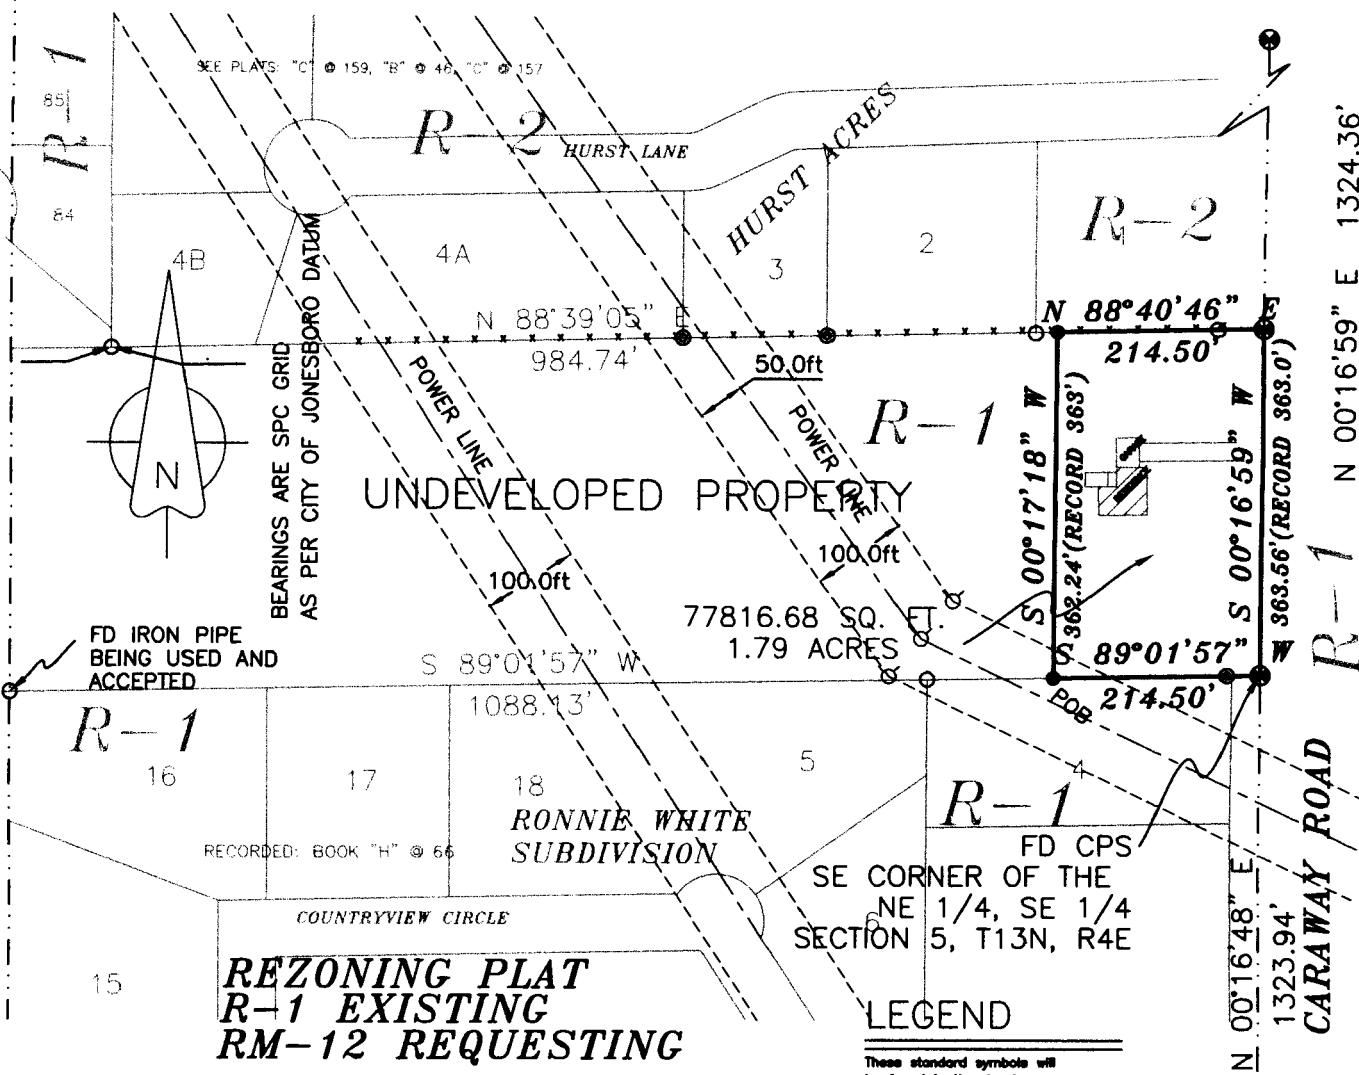 R-1
85
84
SEE PLATS: "C" @ 159, "B" @ 46, "C" @ 157
R-2
HURST LANE
HURST ACRES
R-2
4B
4A
3
2
N 88°39'05" E
984.74'
N 88°40'46" E
214.50'
N 00°16'59" E 1324.36'
BEARINGS ARE SPC GRID
AS PER CITY OF JONESBORO DATUM
N
POWER LINE
50.0ft
POWER LINE
R-1
S 00°17'18" W
362.24'(RECORD 363')
S 00°16'59" W
363.56'(RECORD 363.0')
UNDEVELOPED PROPERTY
100.0ft
100.0ft
77816.68 SQ. FT.
1.79 ACRES
R-1
FD IRON PIPE
BEING USED AND
ACCEPTED
S 89°01'57" W
1088.13'
S 89°01'57" W
214.50'
POB
R-1
16
17
18
5
4
R-1
RONNIE WHITE
SUBDIVISION
RECORDED: BOOK "H" @ 66
COUNTRYVIEW CIRCLE
FD CPS
SE CORNER OF THE
NE 1/4, SE 1/4
SECTION 5, T13N, R4E
6
15
N 00°16'48" E
1323.94'
CARAWAY ROAD
REZONING PLAT
R-1 EXISTING
RM-12 REQUESTING
LEGEND
These standard symbols will